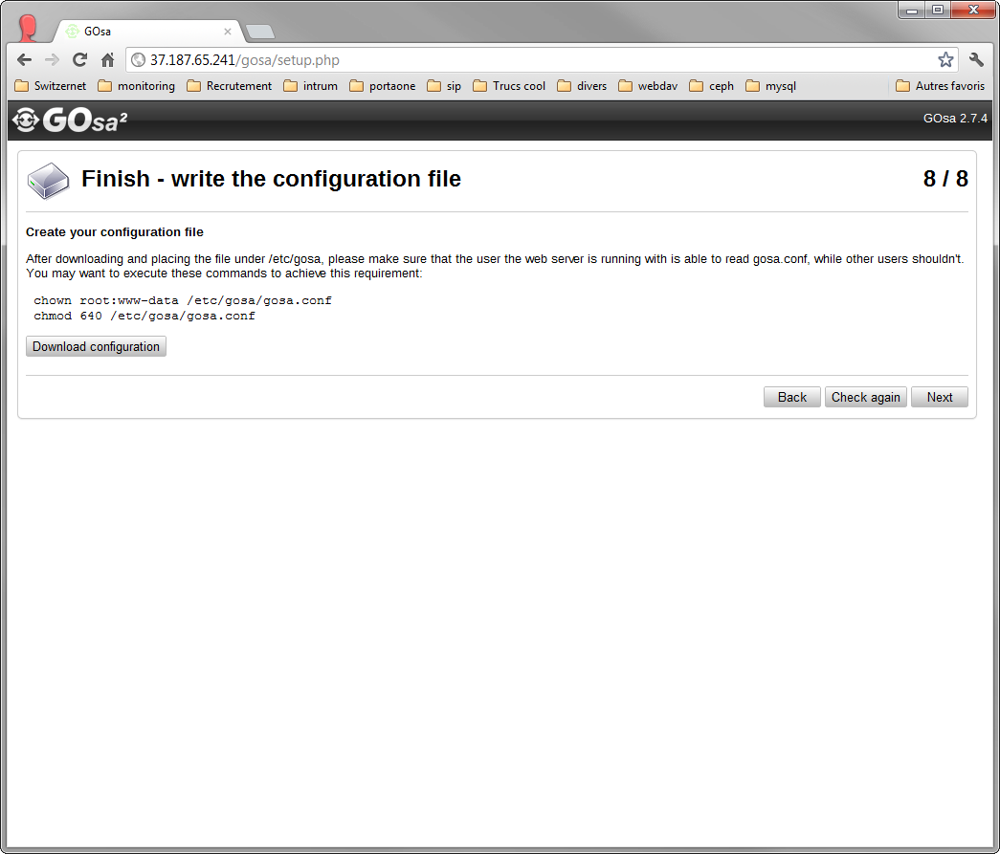 GOsa
37.187.65.241/gosa/setup.php
Switzernet monitoring Recrutement intrum portaone sip Trucs cool divers webdav ceph mysql Autres favoris
GOsa² GOsa 2.7.4
Finish - write the configuration file 8 / 8
Create your configuration file
After downloading and placing the file under /etc/gosa, please make sure that the user the web server is running with is able to read gosa.conf, while other users shouldn't.
You may want to execute these commands to achieve this requirement:
chown root:www-data /etc/gosa/gosa.conf
chmod 640 /etc/gosa/gosa.conf
Download configuration
Back Check again Next